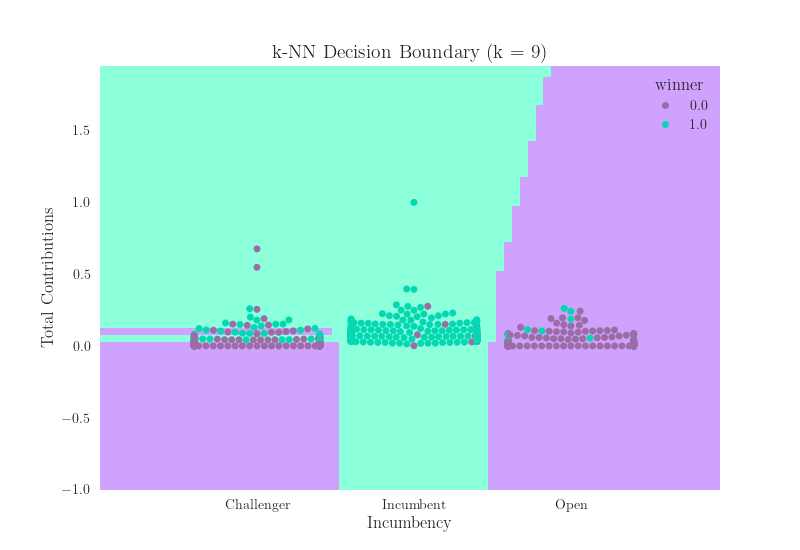 k-NN Decision Boundary (k = 9)
winner
0.0
1.0
Total Contributions
1.5
1.0
0.5
0.0
−0.5
−1.0
Challenger
Incumbent
Open
Incumbency